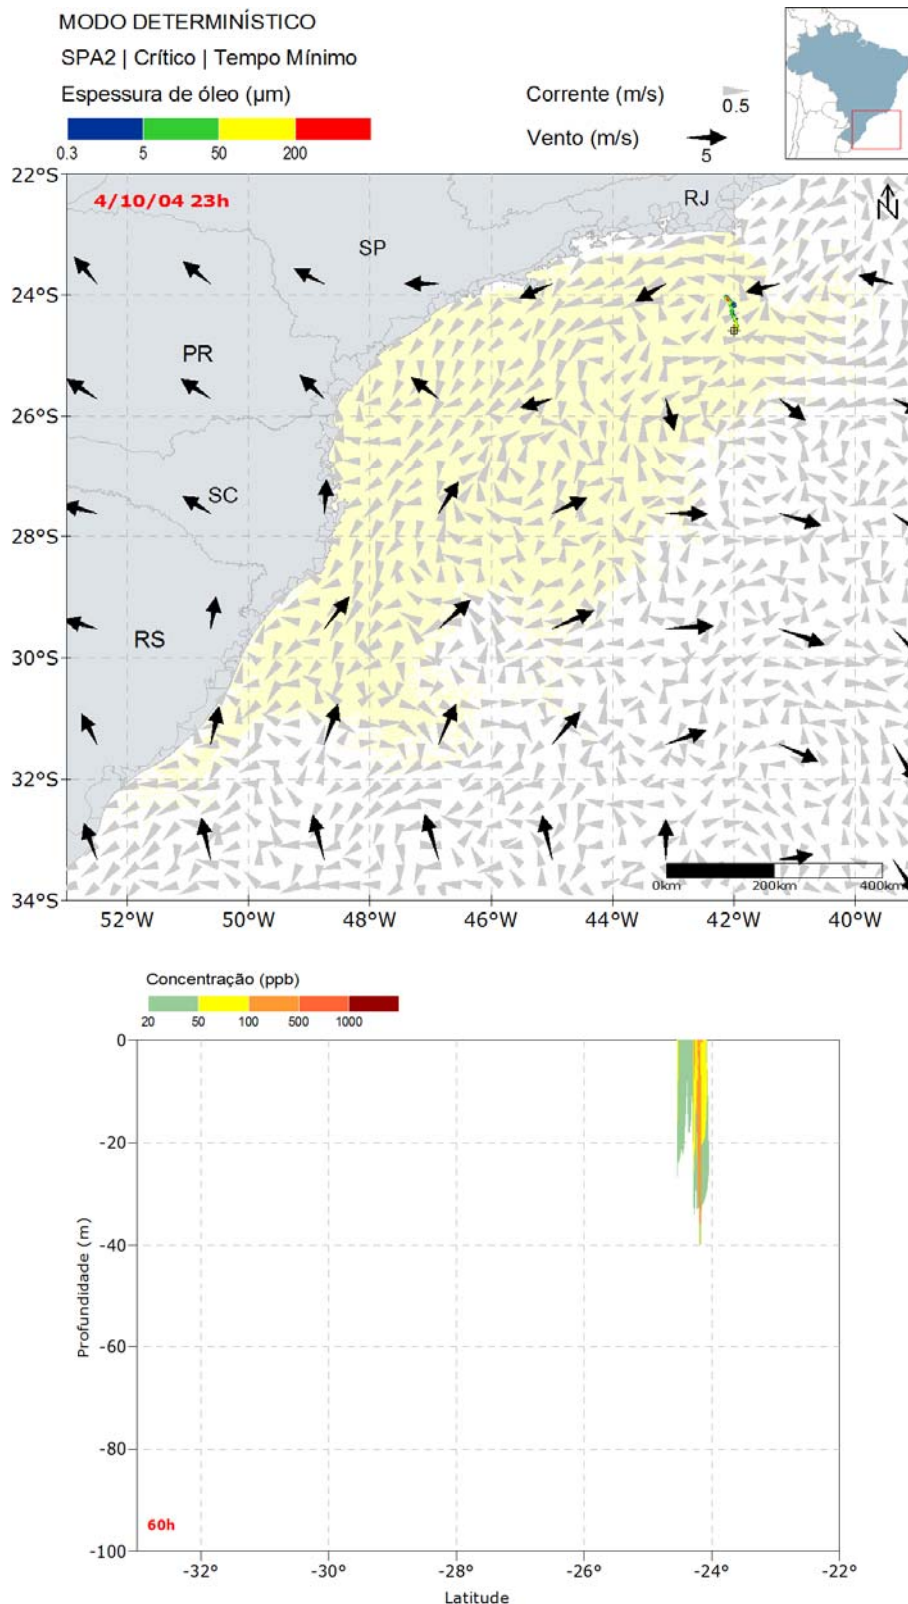 MODO DETERMINÍSTICO
SPA2 | Crítico | Tempo Mínimo
Espessura de óleo (µm)
0.3 5 50 200
Corrente (m/s) 0.5
Vento (m/s) 5
22°S
24°S
26°S
28°S
30°S
32°S
34°S
4/10/04 23h
RJ
N
SP
PR
SC
RS
0km 200km 400km
52°W 50°W 48°W 46°W 44°W 42°W 40°W
Concentração (ppb)
20 50 100 500 1000
0
-20
-40
-60
-80
-100
Profundidade (m)
60h
-32° -30° -28° -26° -24° -22°
Latitude